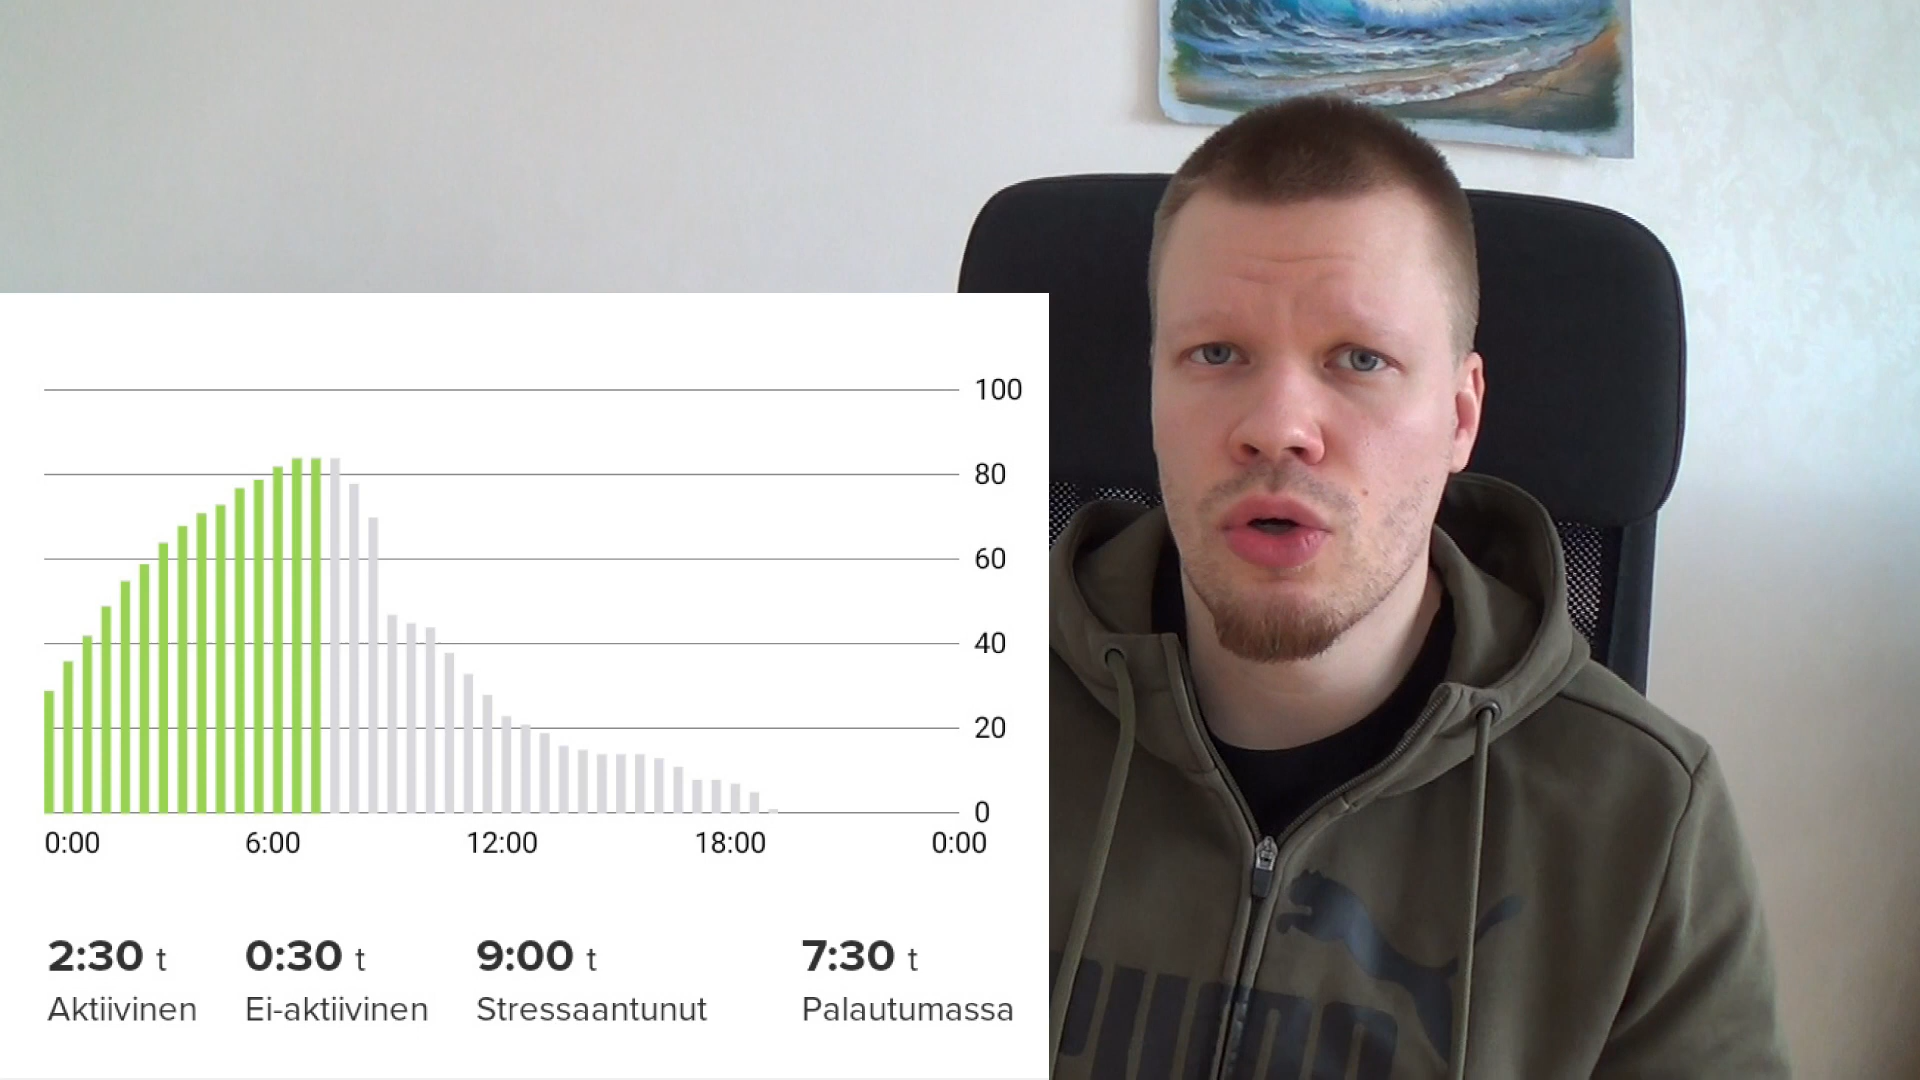 100
80
60
40
20
0
0:00 6:00 12:00 18:00 0:00
2:30 t 0:30 t 9:00 t 7:30 t
Aktiivinen Ei-aktiivinen Stressaantunut Palautumassa
PUMA